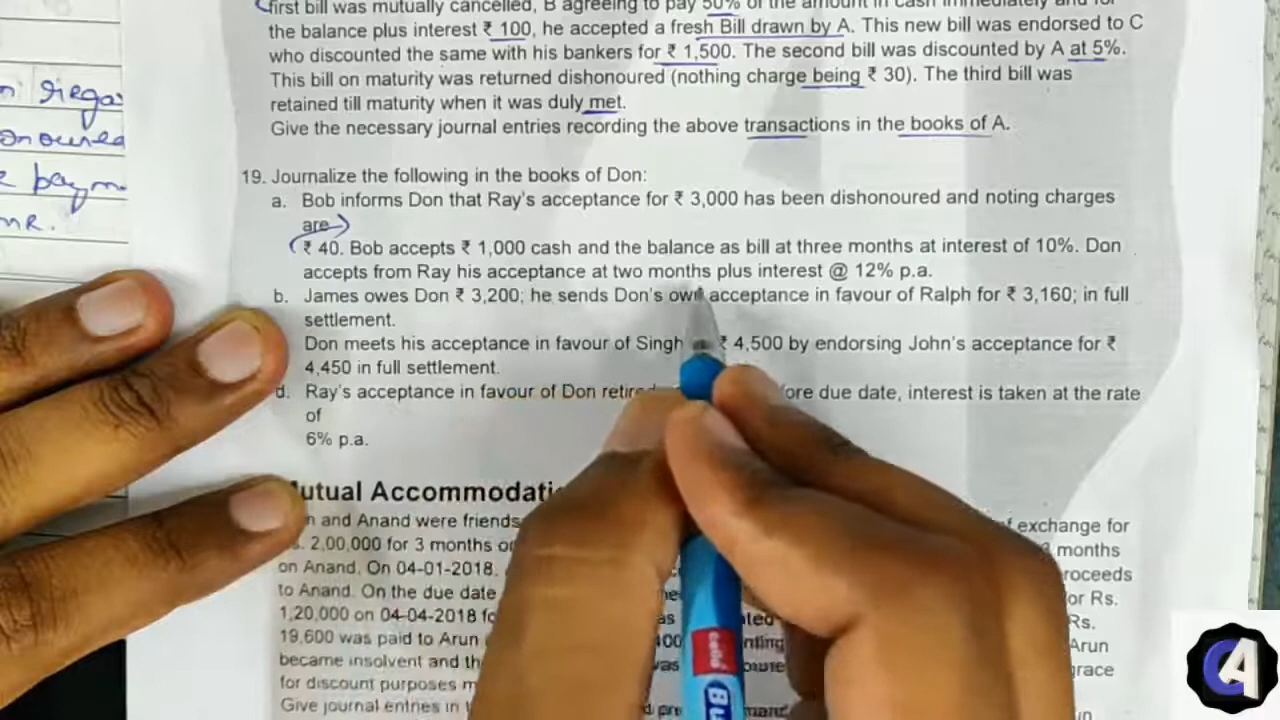 first bill was mutually cancelled, B agreeing to pay 50% of the amount in cash immediately and for
the balance plus interest ₹ 100, he accepted a fresh Bill drawn by A. This new bill was endorsed to C
who discounted the same with his bankers for ₹ 1,500. The second bill was discounted by A at 5%.
This bill on maturity was returned dishonoured (nothing charge being ₹ 30). The third bill was
retained till maturity when it was duly met.
Give the necessary journal entries recording the above transactions in the books of A.
19. Journalize the following in the books of Don:
a. Bob informs Don that Ray's acceptance for ₹ 3,000 has been dishonoured and noting charges
are
₹ 40. Bob accepts ₹ 1,000 cash and the balance as bill at three months at interest of 10%. Don
accepts from Ray his acceptance at two months plus interest @ 12% p.a.
b. James owes Don ₹ 3,200; he sends Don's own acceptance in favour of Ralph for ₹ 3,160; in full
settlement.
Don meets his acceptance in favour of Singh ₹ 4,500 by endorsing John's acceptance for ₹
4,450 in full settlement.
d. Ray's acceptance in favour of Don due date, interest is taken at the rate
of
6% p.a.
and Anand were friends exchange for
2,00,000 for 3 months months
on Anand. On 04-01-2018.
to Anand. On the due date or Rs.
1,20,000 on 04-04-2018 Rs.
19,600 was paid to Arun Arun
became insolvent and
for discount purposes
Give journal entries in
CA